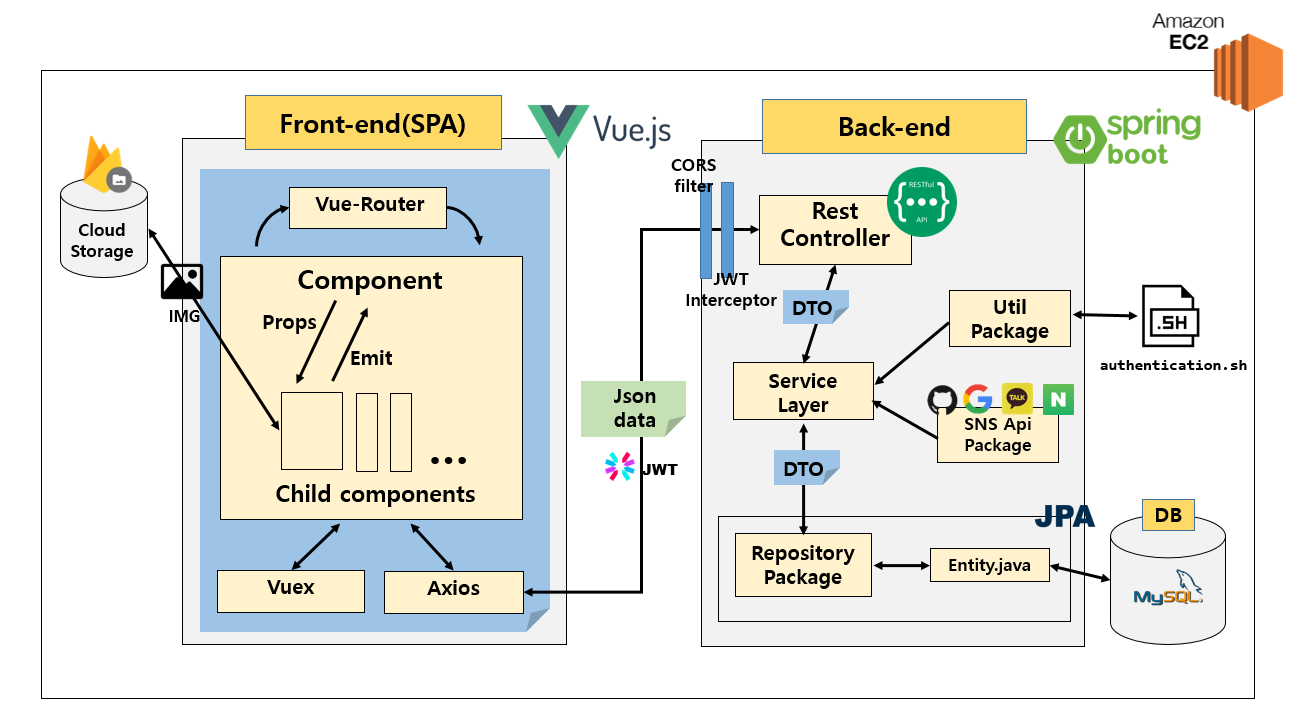 Amazon
EC2
Front-end(SPA)
Vue.js
Back-end
spring
boot
Cloud
Storage
IMG
Vue-Router
Component
Props
Emit
Child components
Vuex
Axios
Json
data
JWT
CORS
filter
JWT
Interceptor
Rest
Controller
RESTful
{•••}
API
DTO
Util
Package
.SH
authentication.sh
Service
Layer
TALK
N
SNS Api
Package
DTO
JPA
Repository
Package
Entity.java
DB
MySQL